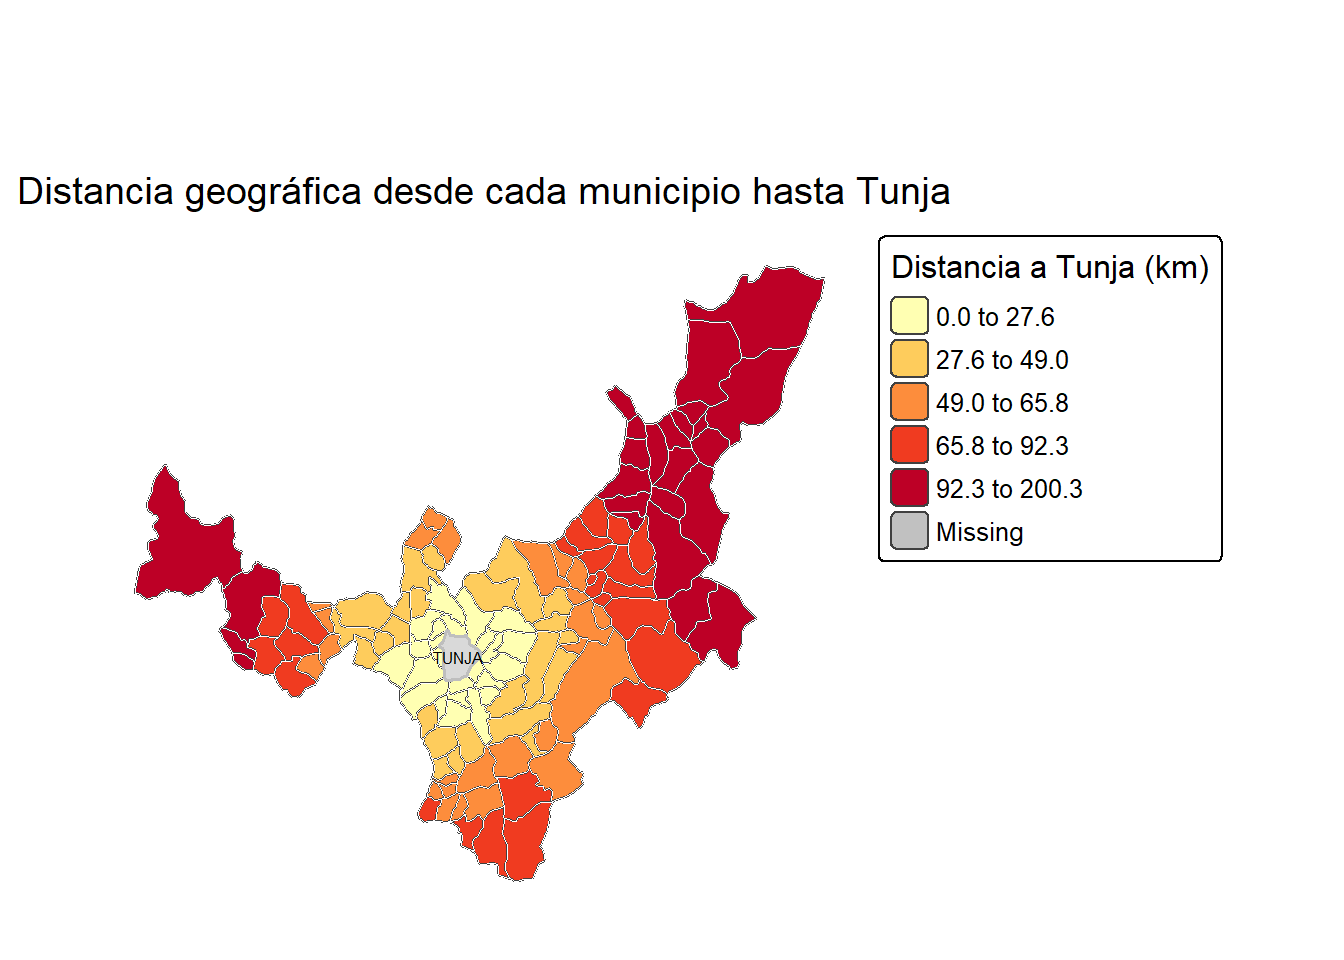 Distancia geográfica desde cada municipio hasta Tunja
Distancia a Tunja (km)
0.0 to 27.6
27.6 to 49.0
49.0 to 65.8
65.8 to 92.3
92.3 to 200.3
Missing
TUNJA